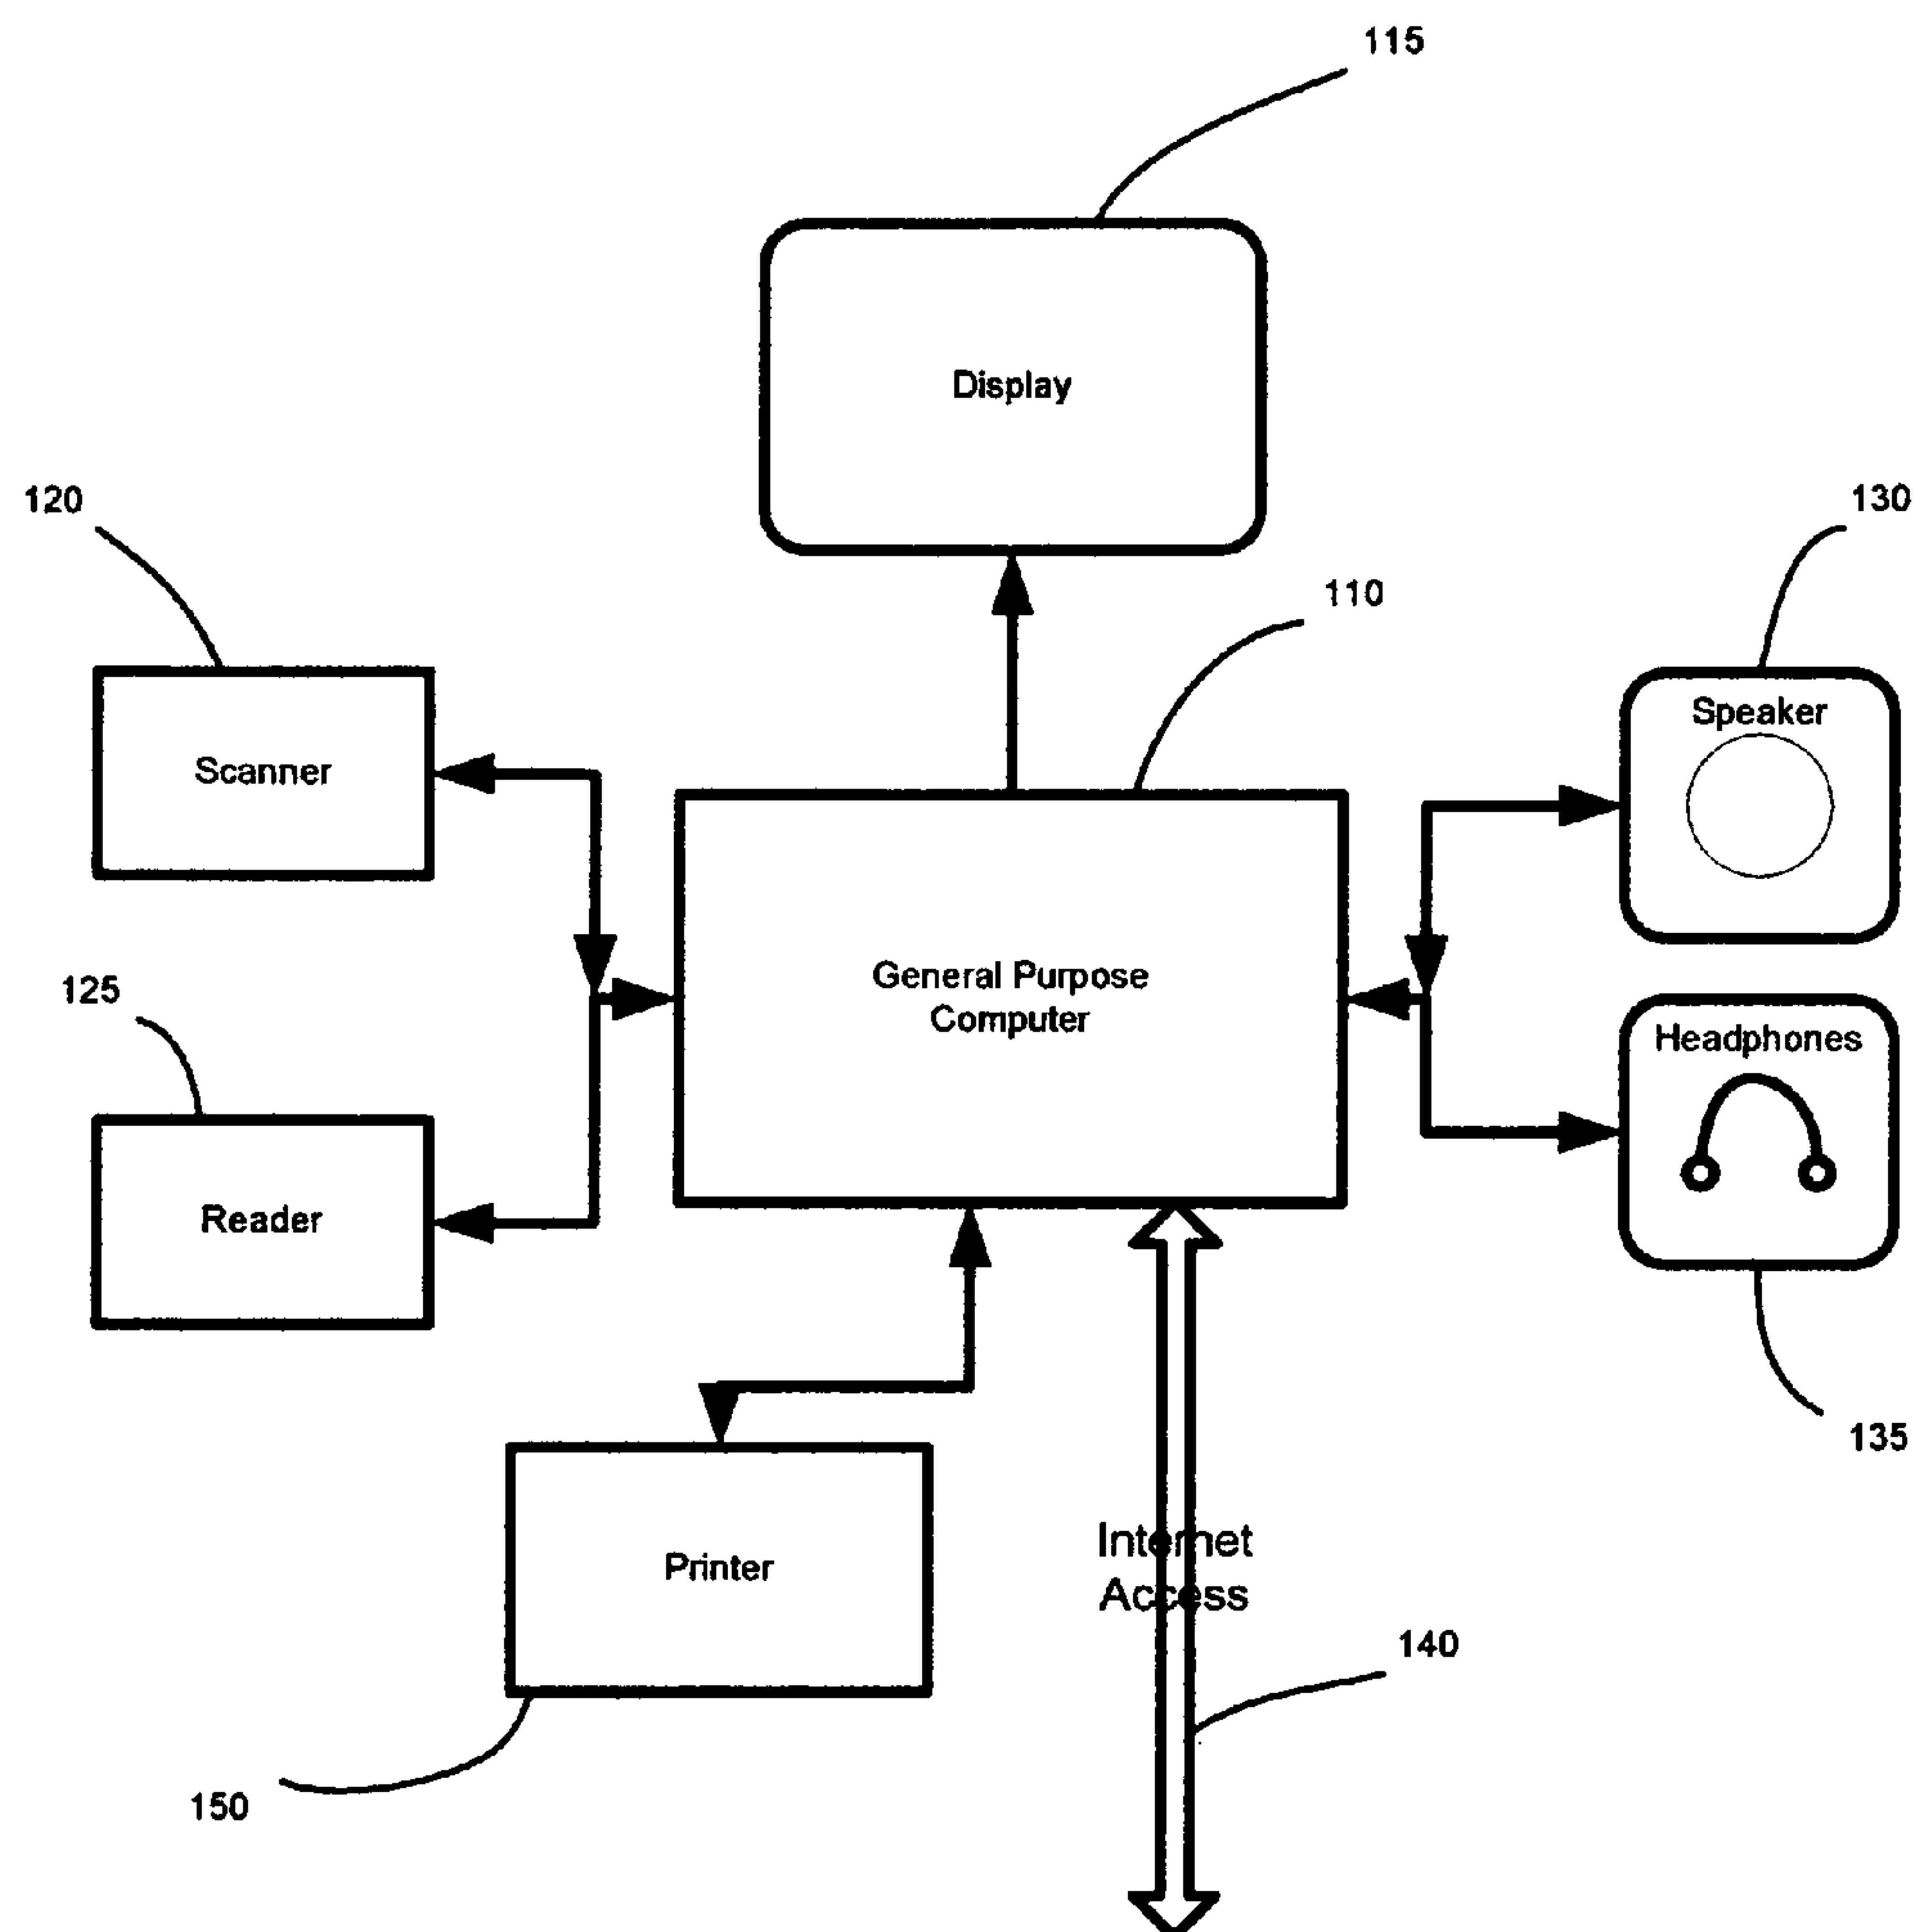 115
Display
120
130
110
Speaker
Scanner
General Purpose
Computer
125
Headphones
Reader
135
Internet
Access
Printer
140
150